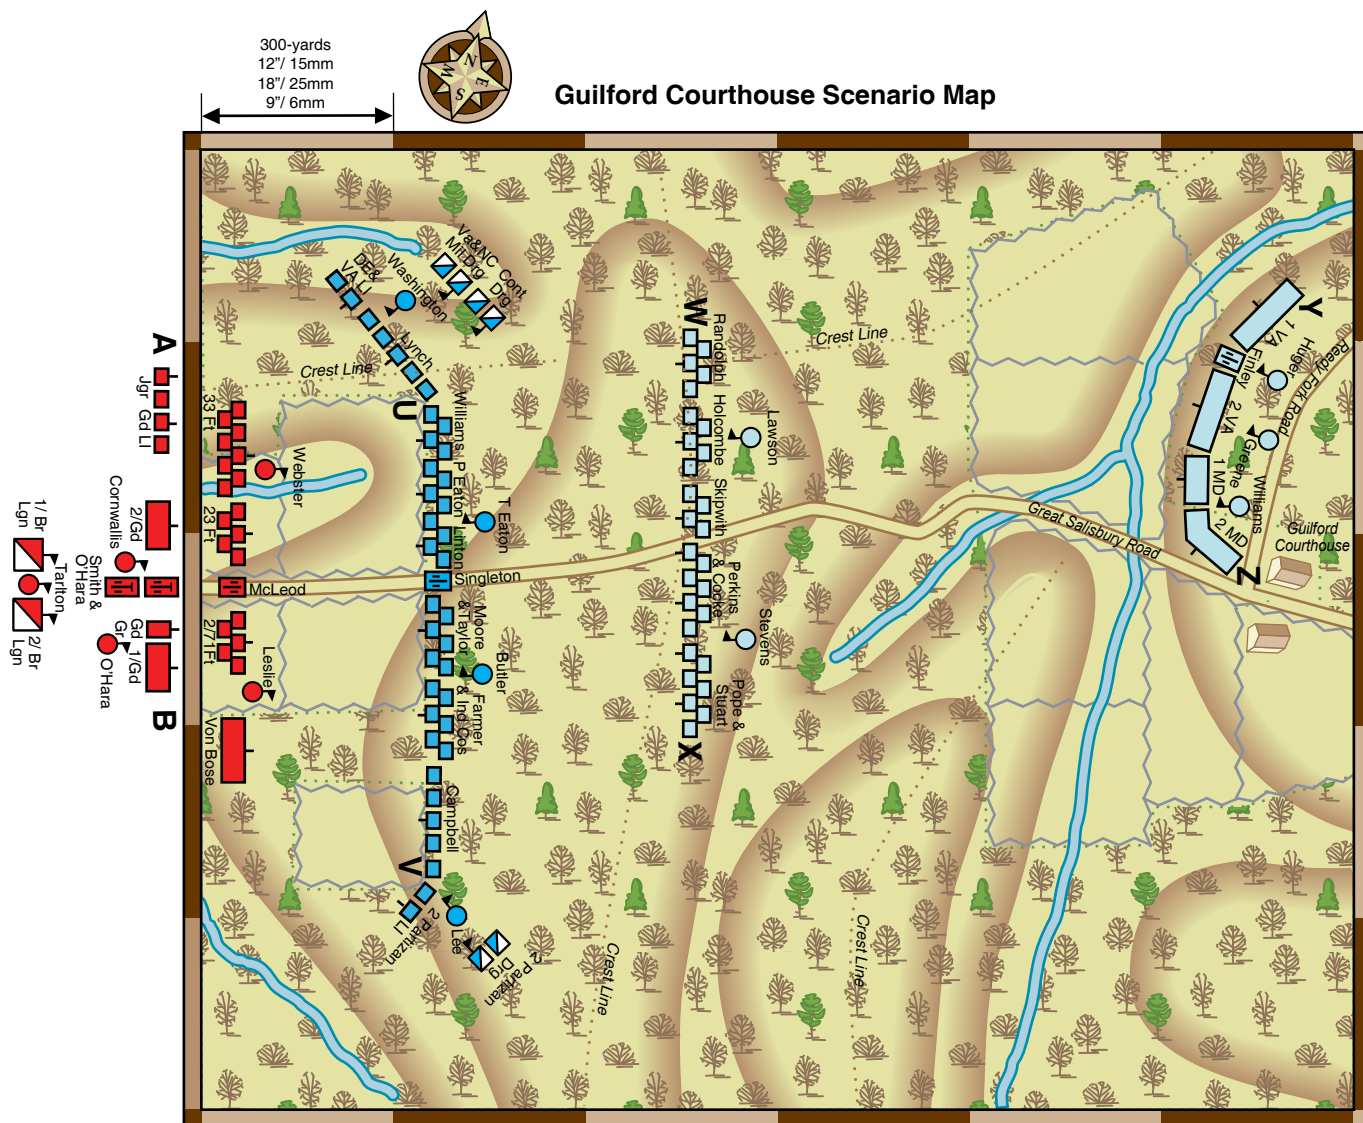 300-yards
12”/ 15mm
18”/ 25mm
9”/ 6mm
N
E
S
W
Guilford Courthouse Scenario Map
Va&NC
Mil Drg
Cont
Drg
Washington
DE&
VA LI
Lynch
Crest Line
U
Williams
Eaton
Linton
T Eaton
Singleton
Moore
& Taylor
Butler
Farmer
& Ind Cos
Campbell
V
2 Partizan
LI
Lee
2 Partizan
Drg
W
Randolph
Holcombe
Lawson
Skipwith
Perkins
& Cocke
Stevens
Pope &
Stuart
X
Crest Line
Crest Line
Crest Line
Great Salisbury Road
Y
1 VA
Huger
Finley
2 VA
Greene
1 MD
Williams
2 MD
Z
Reedy Fork Road
Guilford
Courthouse
A
Jgr
Gd LI
33 Ft
Webster
23 Ft
Cornwallis
2/Gd
1/ Br
Lgn
Tarlton
Smith &
O'Hara
McLeod
2/ Br
Lgn
Gd
Gr
1/Gd
O'Hara
2/71Ft
Leslie
B
Von Bose